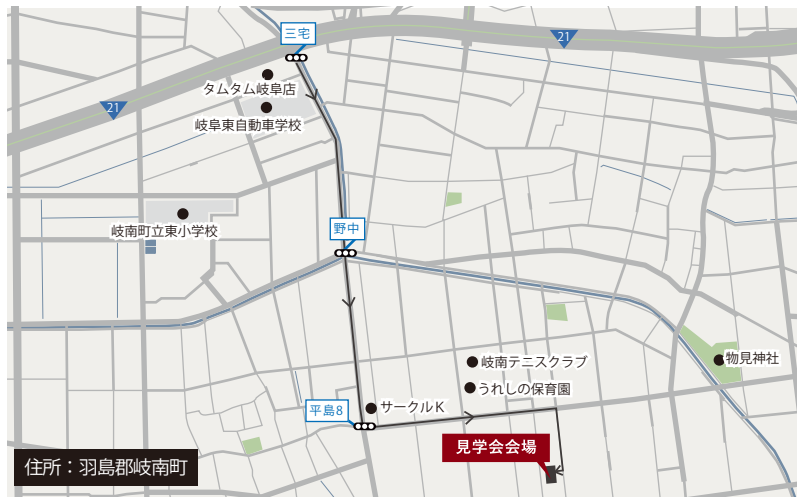 三宅
21
タムタム岐阜店
21
岐阜東自動車学校
岐南町立東小学校
野中
岐南テニスクラブ
物見神社
うれしの保育園
サークルK
平島8
見学会会場
住所：羽島郡岐南町